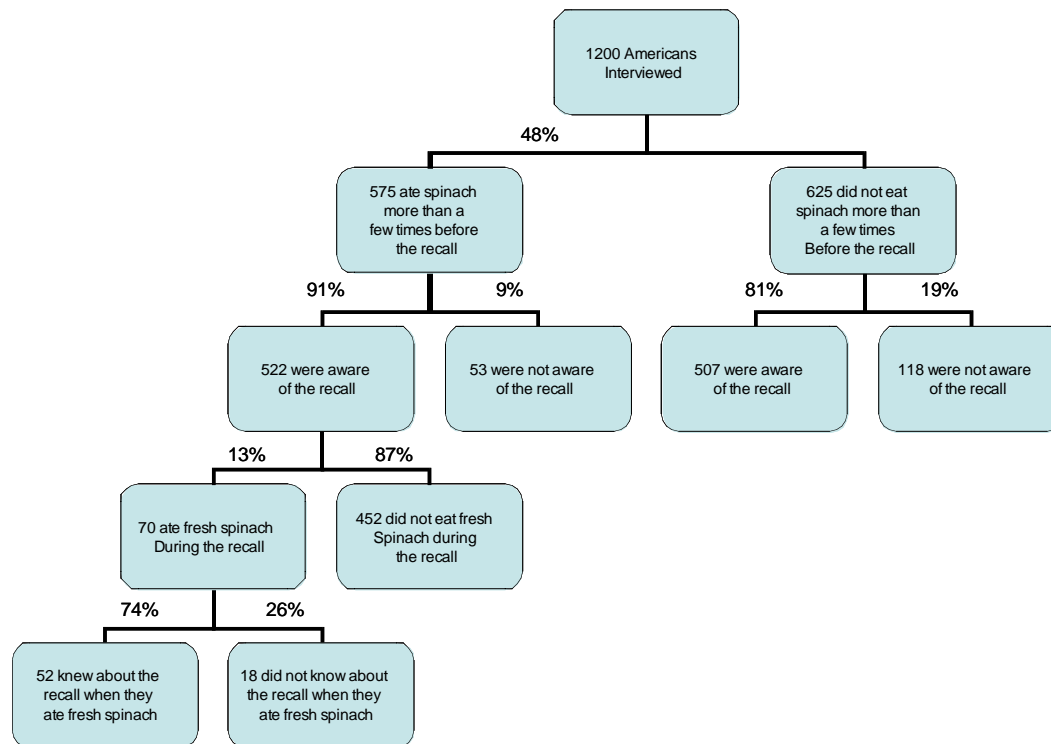 1200 Americans
Interviewed
48%
575 ate spinach
more than a
few times before
the recall
625 did not eat
spinach more than
a few times
Before the recall
91%
9%
81%
19%
522 were aware
of the recall
53 were not aware
of the recall
507 were aware
of the recall
118 were not aware
of the recall
13%
87%
70 ate fresh spinach
During the recall
452 did not eat fresh
Spinach during
the recall
74%
26%
52 knew about the
recall when they
ate fresh spinach
18 did not know about
the recall when they
ate fresh spinach